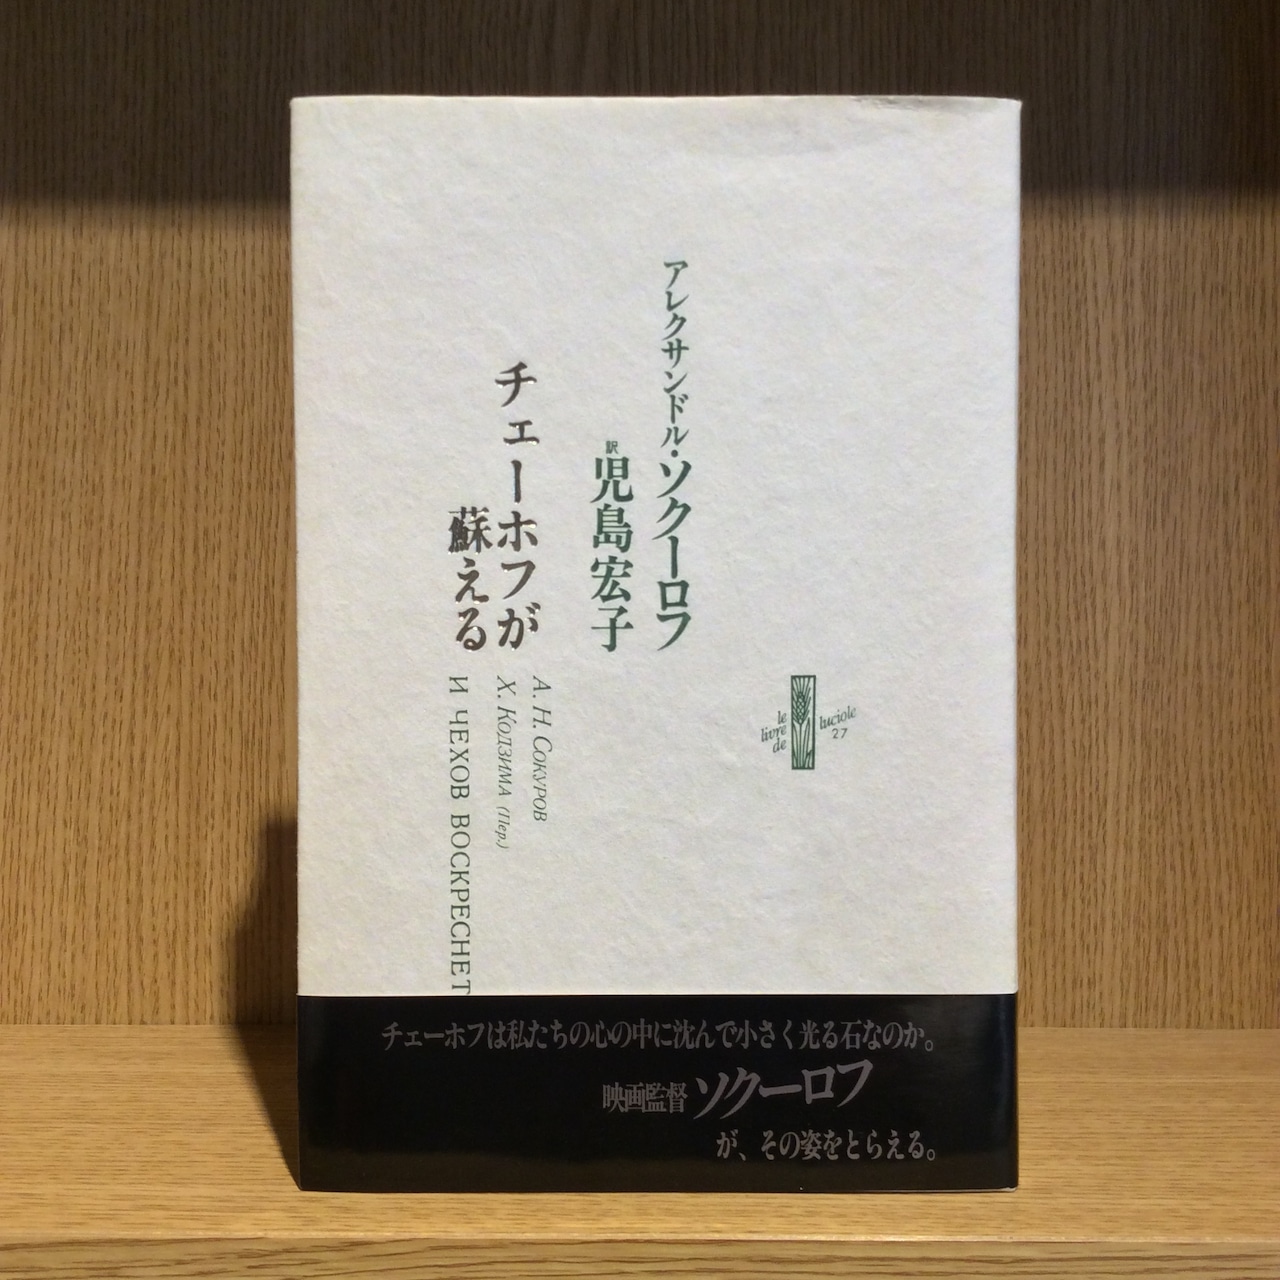 アレクサンドル・ソクーロフ
訳 児島宏子
チェーホフが
蘇える
А. Н. Сокуров
Х. Кодзима (Пер.)
И ЧЕХОВ ВОСКРЕСНЕТ
le
livre
de
luciole
27
チェーホフは私たちの心の中に沈んで小さく光る石なのか。
映画監督ソクーロフ
が、その姿をとらえる。